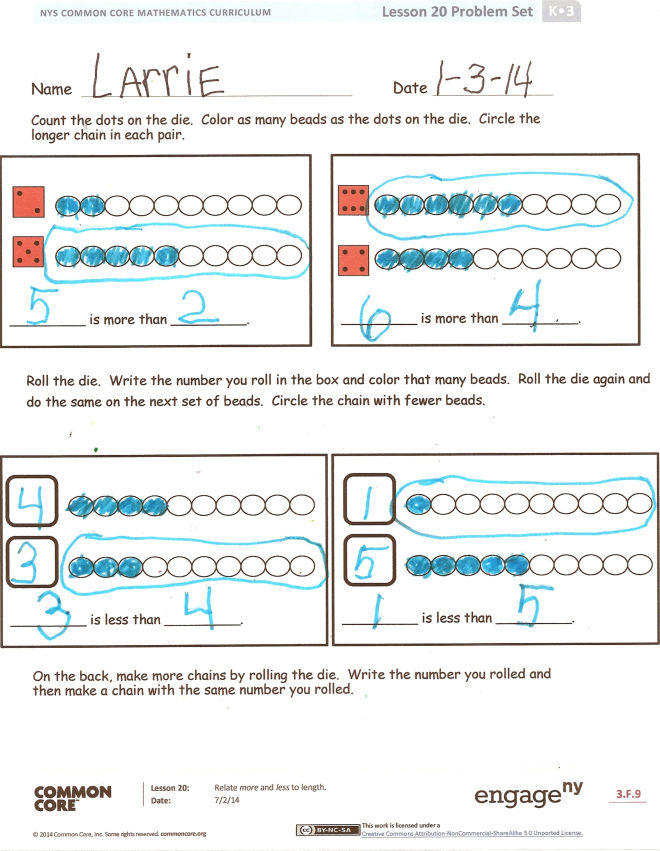 NYS COMMON CORE MATHEMATICS CURRICULUM Lesson 20 Problem Set K•3
Name LArriE Date 1-3-14
Count the dots on the die. Color as many beads as the dots on the die. Circle the
longer chain in each pair.
5 is more than 2.
6 is more than 4.
Roll the die. Write the number you roll in the box and color that many beads. Roll the die again and
do the same on the next set of beads. Circle the chain with fewer beads.
4
3
3 is less than 4.
1
5
1 is less than 5.
On the back, make more chains by rolling the die. Write the number you rolled and
then make a chain with the same number you rolled.
COMMON
CORE™
Lesson 20: Relate more and less to length.
Date: 7/2/14
engage ny
3.F.9
© 2014 Common Core, Inc. Some rights reserved. commoncore.org
cc BY-NC-SA
This work is licensed under a
Creative Commons Attribution-NonCommercial-ShareAlike 3.0 Unported License.